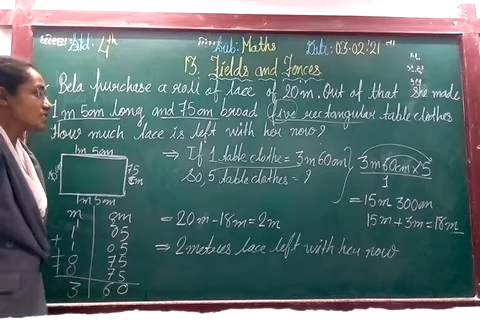 ધોરણ Std: 4th Sub: Maths Date: 03.02.'21
13. Fields and Fences
Bela purchase a roll of lace of 20m. Out of that she made
1m 5cm long and 75cm broad five rectangular table clothes
How much lace is left with her now?
1m 5cm
75 cm
1m 5cm
m cm
1 05
+ 1 05
+ 0 75
+ 0 75
3 60
⇒ If 1 table clothe = 3m 60cm
So, 5 table clothes = ?
3m 60cm × 5
1
= 15m 300cm
15m + 3m = 18m
= 20m - 18m = 2m
⇒ 2 metres lace left with her now